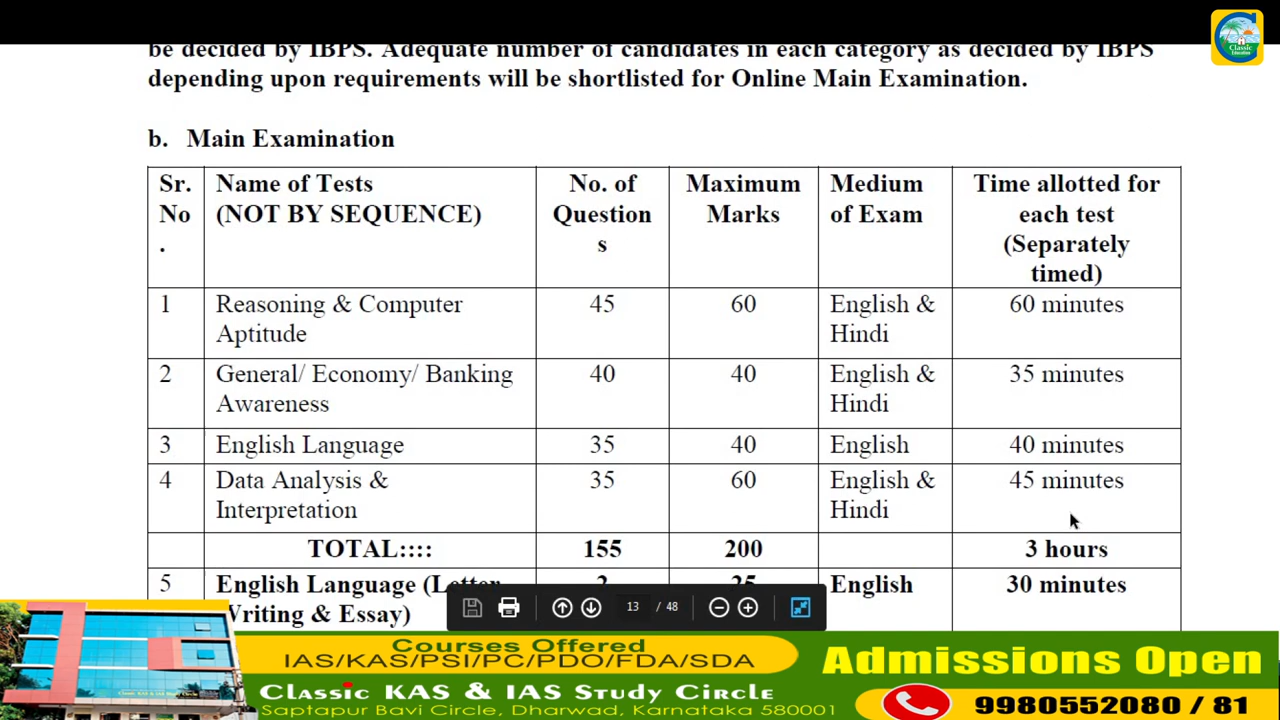 Classic
Education
be decided by IBPS. Adequate number of candidates in each category as decided by IBPS
depending upon requirements will be shortlisted for Online Main Examination.
b. Main Examination
Sr. No . Name of Tests (NOT BY SEQUENCE) No. of Question s Maximum Marks Medium of Exam Time allotted for each test (Separately timed)
1 Reasoning & Computer Aptitude 45 60 English & Hindi 60 minutes
2 General/ Economy/ Banking Awareness 40 40 English & Hindi 35 minutes
3 English Language 35 40 English 40 minutes
4 Data Analysis & Interpretation 35 60 English & Hindi 45 minutes
TOTAL:::: 155 200 3 hours
5 English Language (Letter Writing & Essay) 2 25 English 30 minutes
13 / 48
Courses Offered
IAS/KAS/PSI/PC/PDO/FDA/SDA
Admissions Open
Classic KAS & IAS Study Circle
Saptapur Bavi Circle, Dharwad, Karnataka 580001
9980552080 / 81